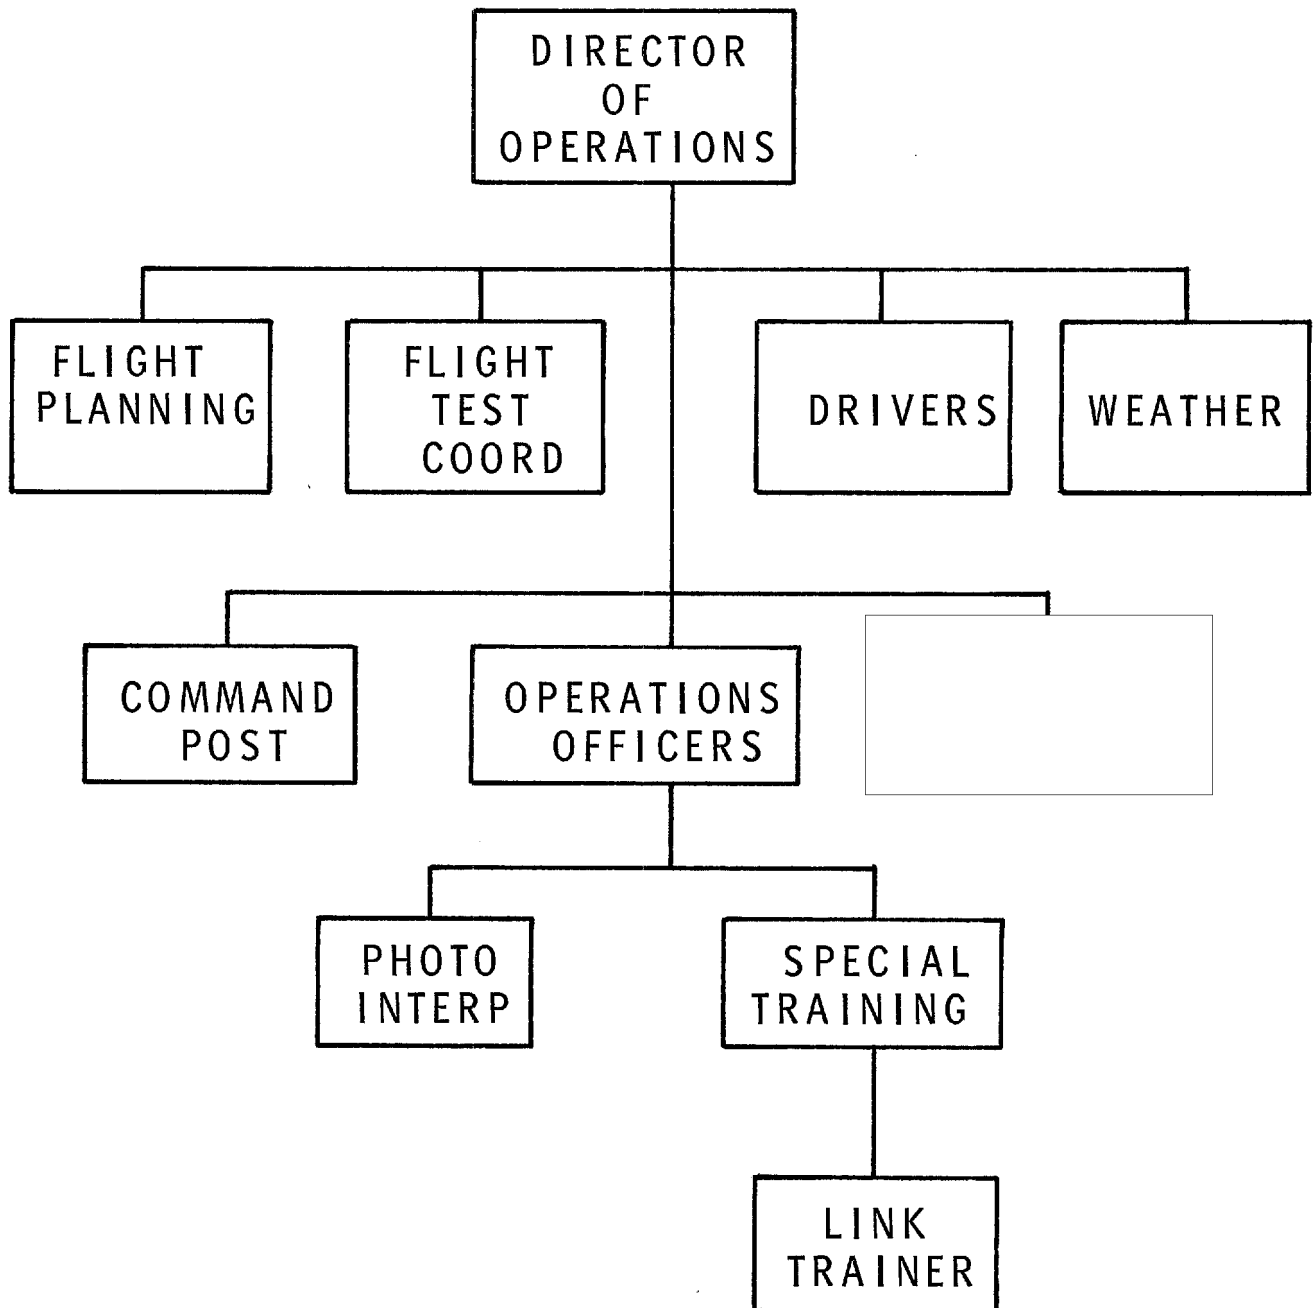 DIRECTOR
OF
OPERATIONS
FLIGHT
PLANNING
FLIGHT
TEST
COORD
DRIVERS
WEATHER
COMMAND
POST
OPERATIONS
OFFICERS
PHOTO
INTERP
SPECIAL
TRAINING
LINK
TRAINER